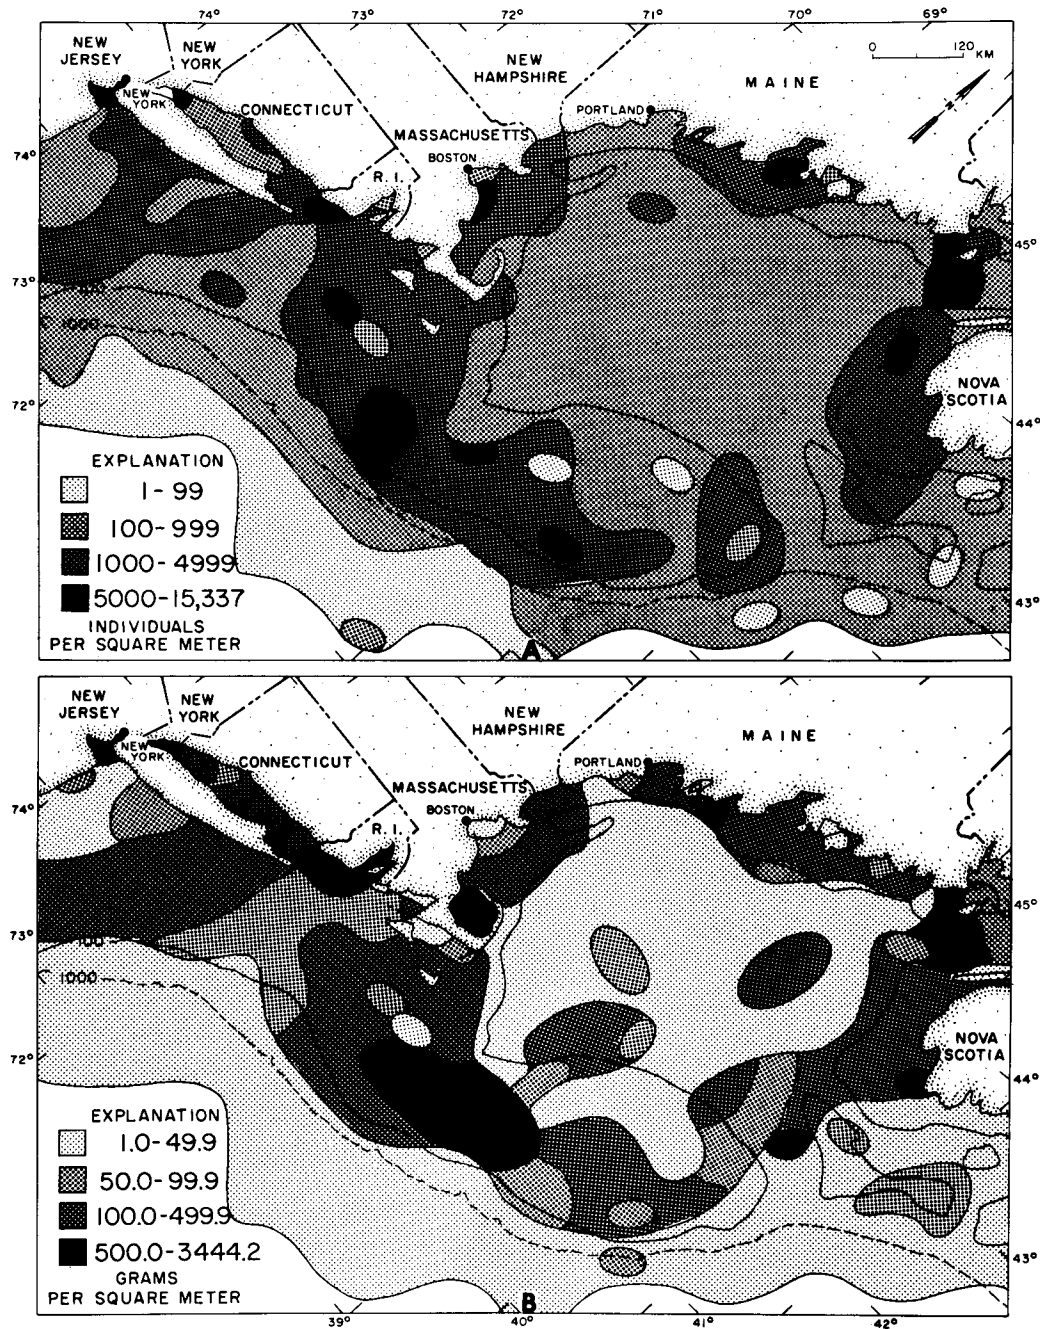 74° 73° 72° 71° 70° 69°
NEW JERSEY
NEW YORK
NEW YORK
CONNECTICUT
R. I.
MASSACHUSETTS
BOSTON
NEW HAMPSHIRE
PORTLAND
MAINE
0 120 KM
NOVA SCOTIA
74°
73°
72°
45°
44°
43°
1000
EXPLANATION
1-99
100-999
1000-4999
5000-15,337
INDIVIDUALS
PER SQUARE METER
A
NEW JERSEY
NEW YORK
NEW YORK
CONNECTICUT
R. I.
MASSACHUSETTS
BOSTON
NEW HAMPSHIRE
PORTLAND
MAINE
NOVA SCOTIA
74°
73°
72°
45°
44°
43°
100
1000
EXPLANATION
1.0-49.9
50.0-99.9
100.0-499.9
500.0-3444.2
GRAMS
PER SQUARE METER
B
39° 40° 41° 42°